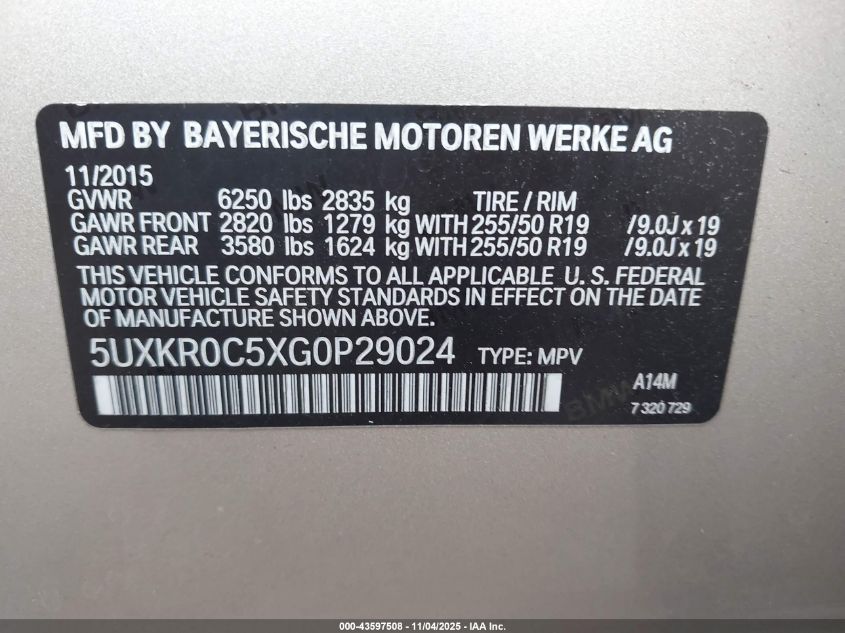 MFD BY BAYERISCHE MOTOREN WERKE AG
11/2015
GVWR 6250 lbs 2835 kg TIRE / RIM
GAWR FRONT 2820 lbs 1279 kg WITH 255/50 R19 /9.0J x 19
GAWR REAR 3580 lbs 1624 kg WITH 255/50 R19 /9.0J x 19
THIS VEHICLE CONFORMS TO ALL APPLICABLE U. S. FEDERAL
MOTOR VEHICLE SAFETY STANDARDS IN EFFECT ON THE DATE
OF MANUFACTURE SHOWN ABOVE.
5UXKR0C5XG0P29024 TYPE: MPV
A14M
BMW
7 320 729
000-43597508 - 11/04/2025 - IAA Inc.